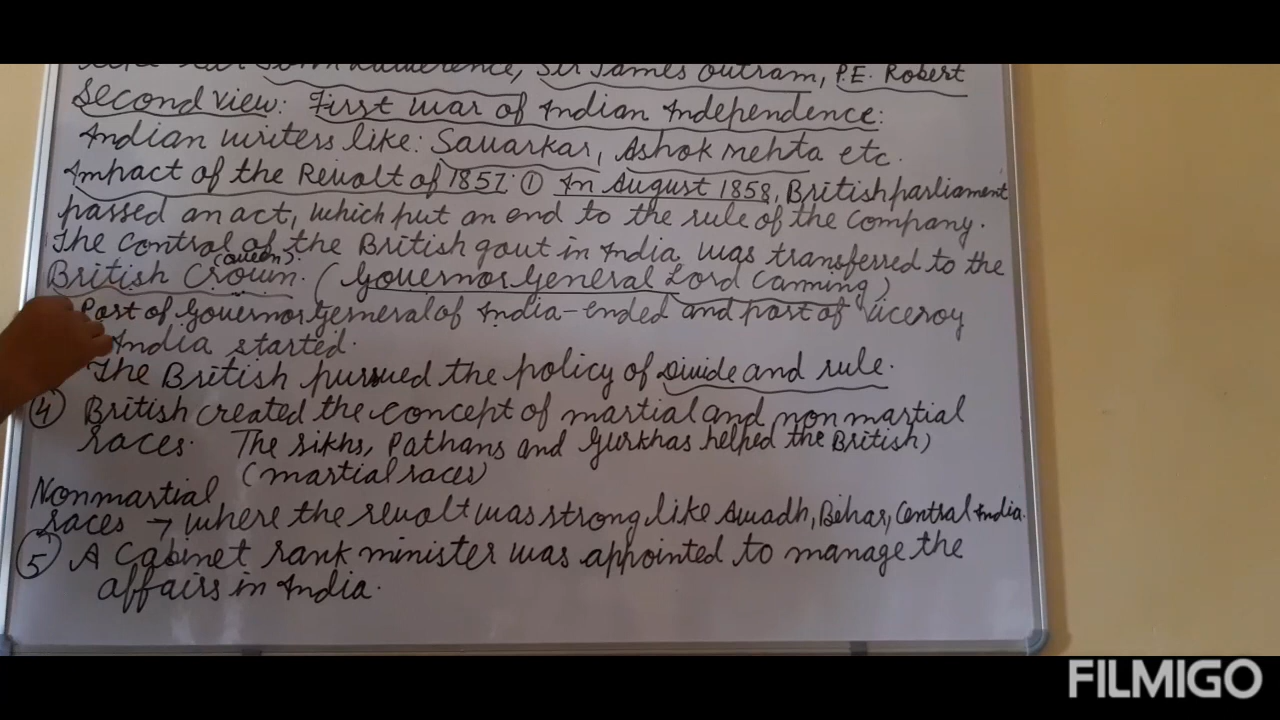 Lawerence, Sir James Outram, P.E. Robert
Second view: First war of Indian Independence:
Indian writers like: Savarkar, Ashok mehta etc.
Impact of the Revolt of 1857: ① In August 1858, British parliament
passed an act, which put an end to the rule of the company.
The control of the British govt in India was transferred to the
(Queen)
British Crown. (Governor General Lord Canning)
Post of Governor General of India-ended and post of Viceroy
India started.
The British pursued the policy of Divide and rule.
④ British created the concept of martial and non martial
races. The sikhs, Pathans and Gurkhas helped the British)
(martial races)
Nonmartial
races → where the revolt was strong like Awadh, Bihar, Central India.
⑤ A Cabinet rank minister was appointed to manage the
affairs in India.
FILMIGO